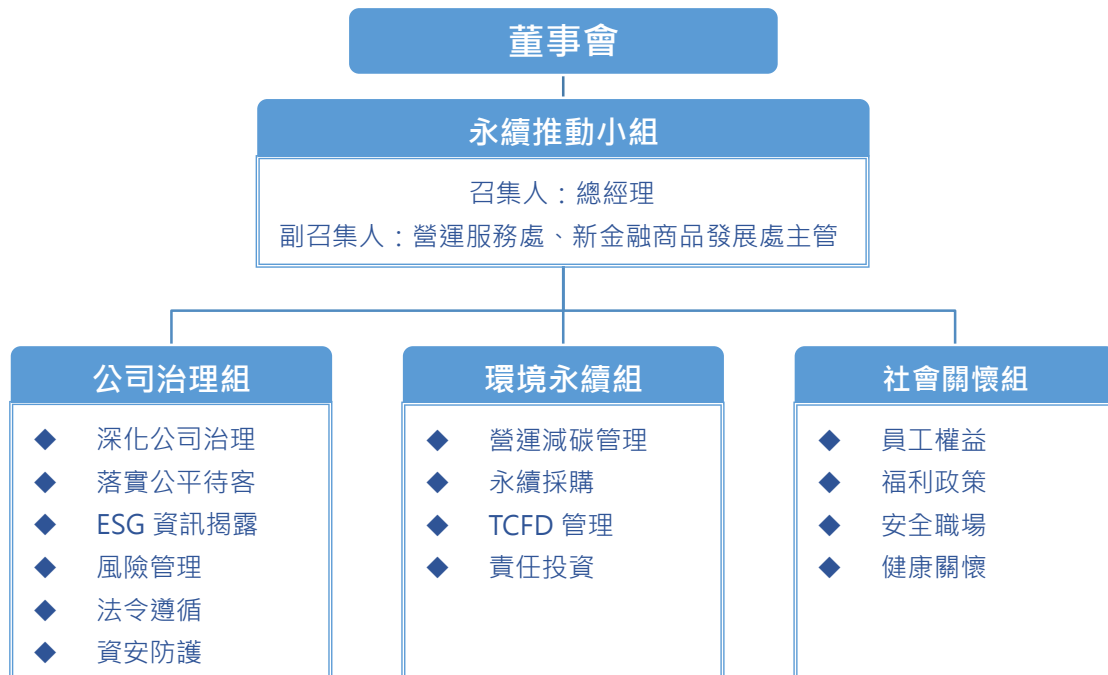 董事會
永續推動小組
召集人：總經理
副召集人：營運服務處、新金融商品發展處主管
公司治理組
◆ 深化公司治理
◆ 落實公平待客
◆ ESG 資訊揭露
◆ 風險管理
◆ 法令遵循
◆ 資安防護
環境永續組
◆ 營運減碳管理
◆ 永續採購
◆ TCFD 管理
◆ 責任投資
社會關懷組
◆ 員工權益
◆ 福利政策
◆ 安全職場
◆ 健康關懷